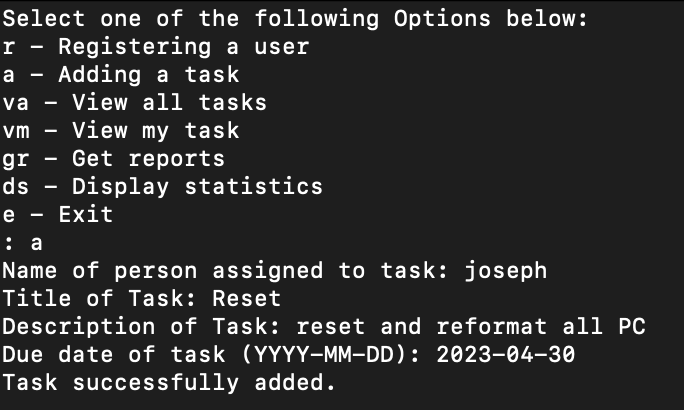 Select one of the following Options below:
r – Registering a user
a – Adding a task
va – View all tasks
vm – View my task
gr – Get reports
ds – Display statistics
e – Exit
: a
Name of person assigned to task: joseph
Title of Task: Reset
Description of Task: reset and reformat all PC
Due date of task (YYYY-MM-DD): 2023-04-30
Task successfully added.